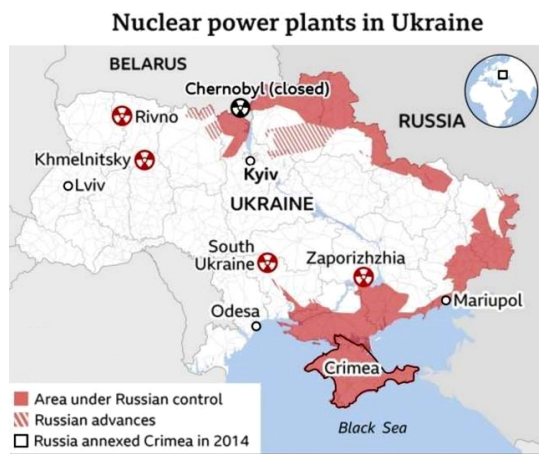 Nuclear power plants in Ukraine
BELARUS
Chernobyl (closed)
Rivno
RUSSIA
Khmelnitsky
Kyiv
Lviv
UKRAINE
South
Ukraine
Zaporizhzhia
Mariupol
Odesa
Crimea
Area under Russian control
Russian advances
Black Sea
Russia annexed Crimea in 2014